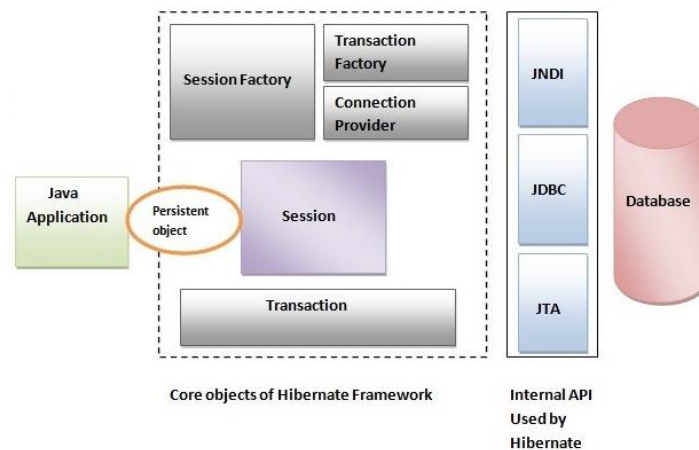 Transaction
Factory
Session Factory
Connection
Provider
JNDI
Java
Application
Persistent
object
Session
JDBC
Database
Transaction
JTA
Core objects of Hibernate Framework
Internal API
Used by
Hibernate